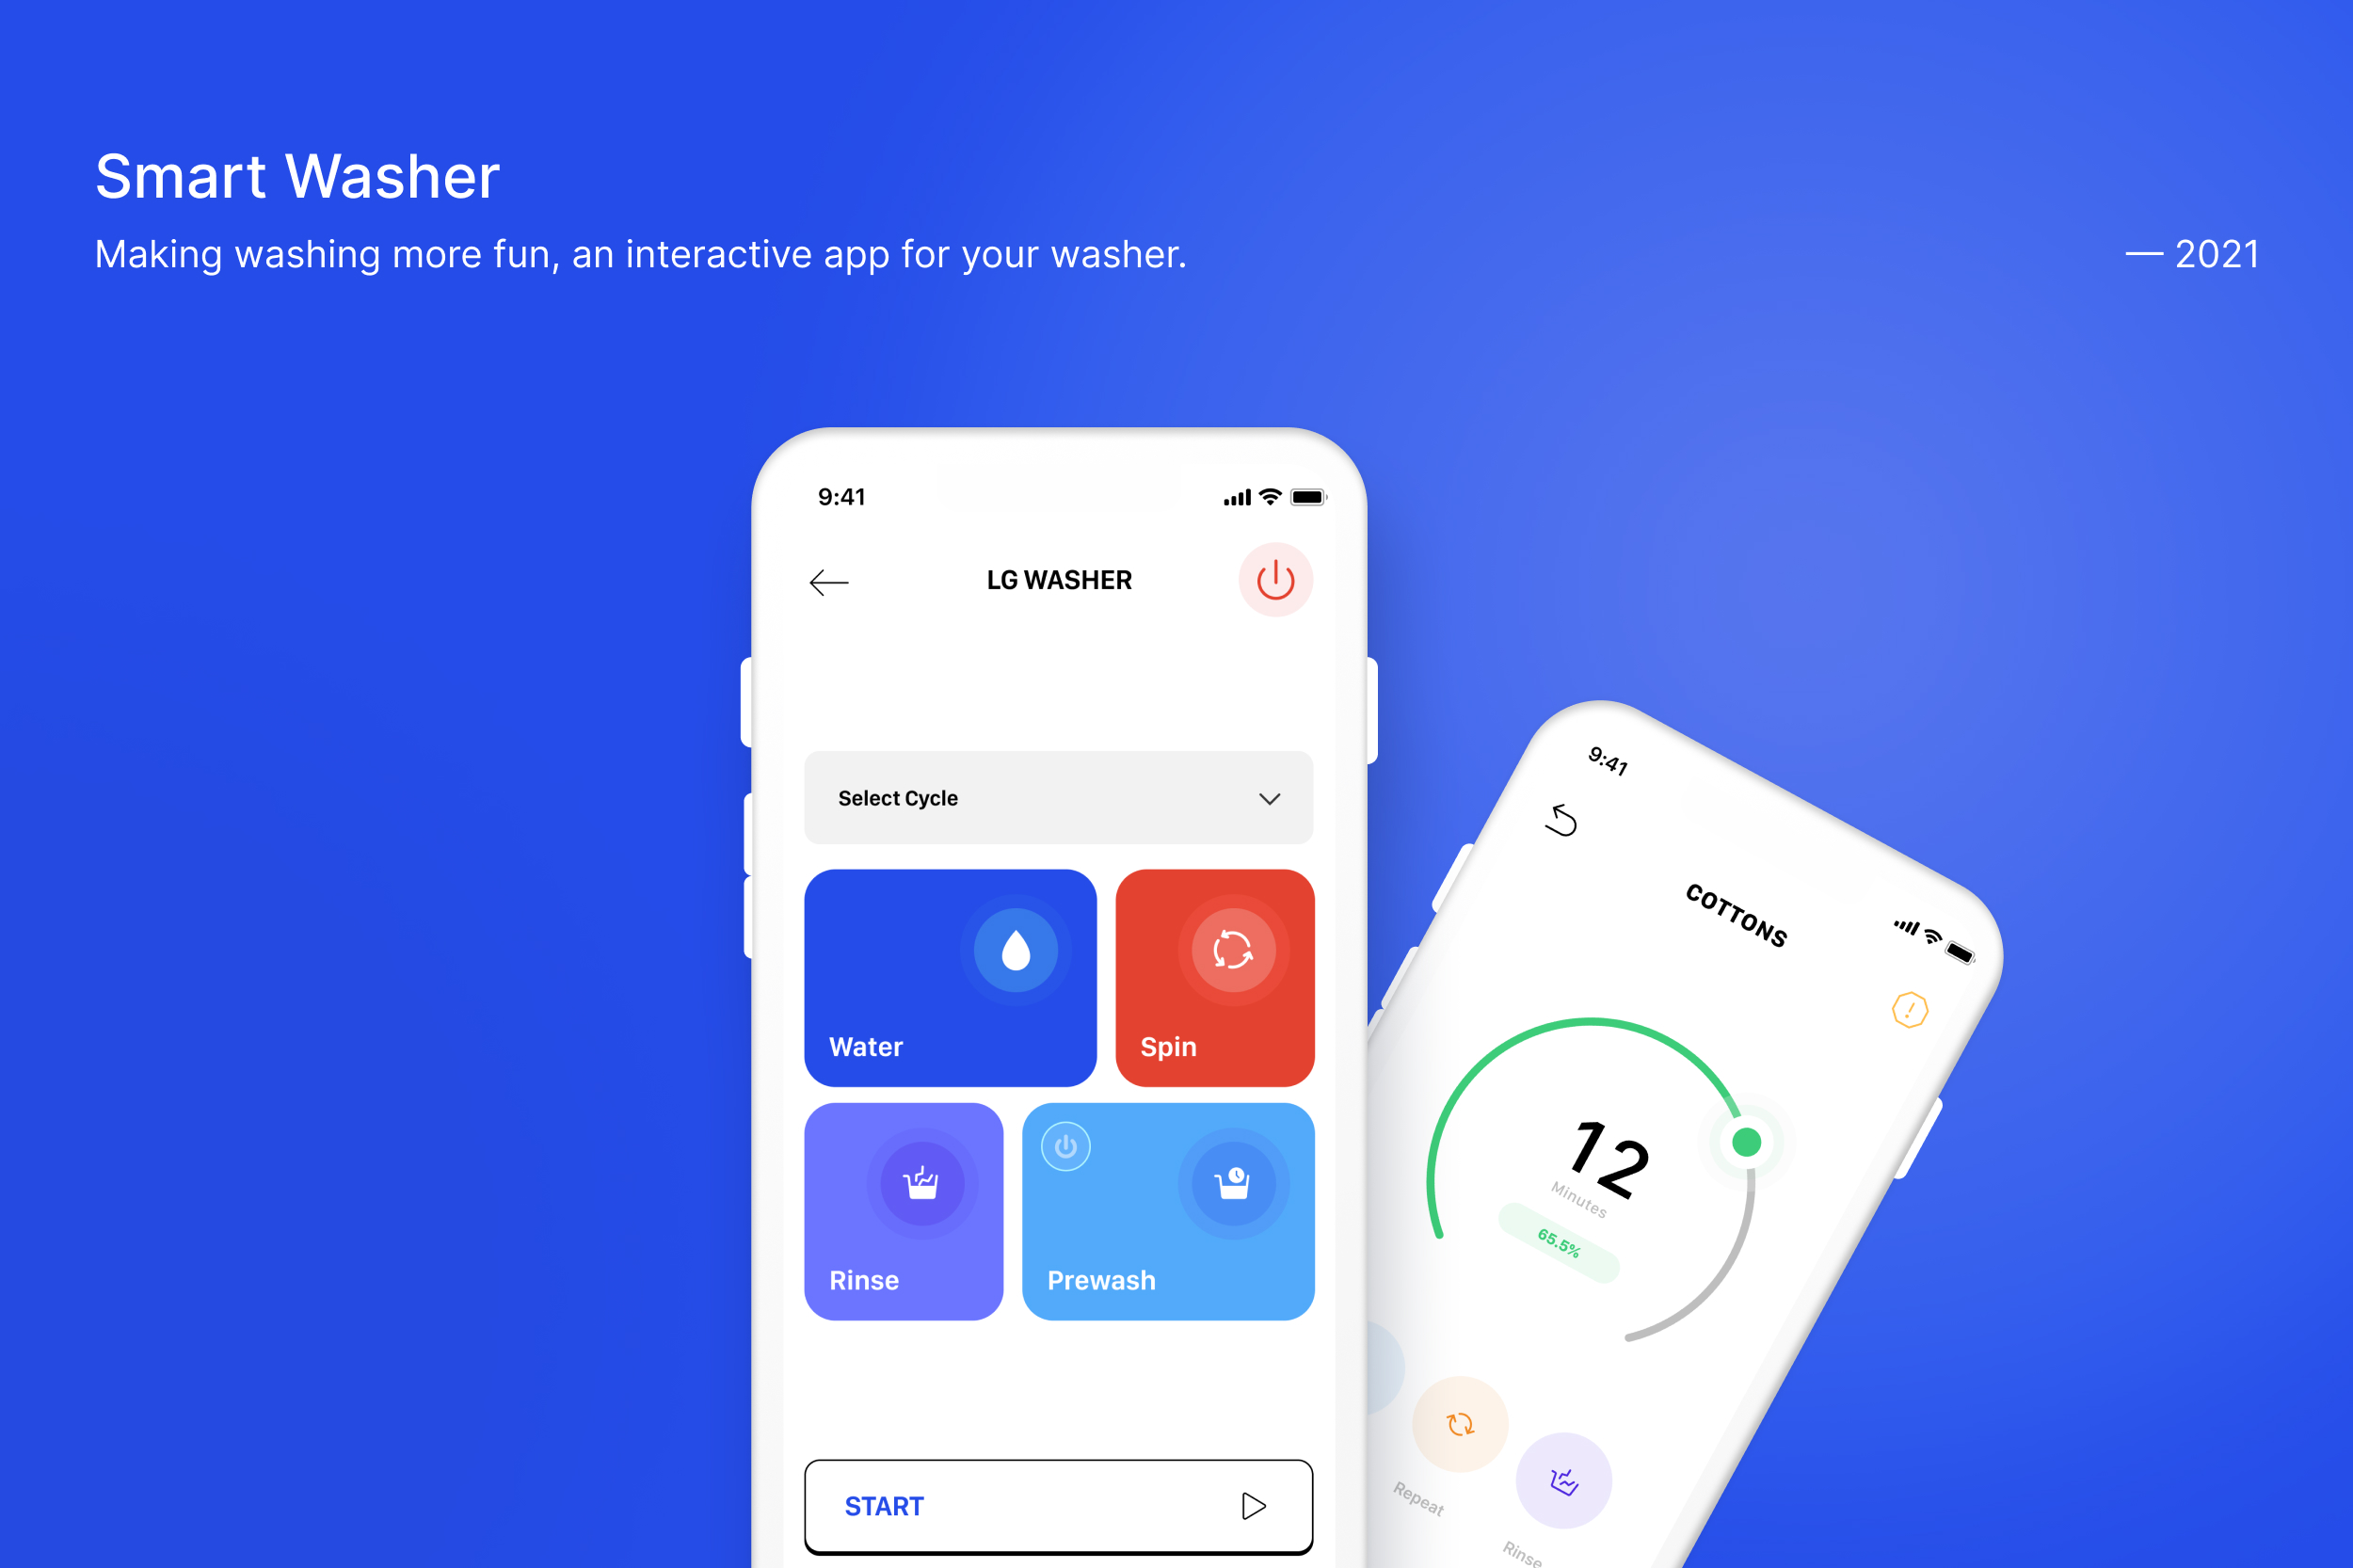 Smart Washer
Making washing more fun, an interactive app for your washer.
— 2021
9:41
LG WASHER
Select Cycle
Water
Spin
Rinse
Prewash
START
9:41
COTTONS
12
Minutes
65.5%
Repeat
Rinse